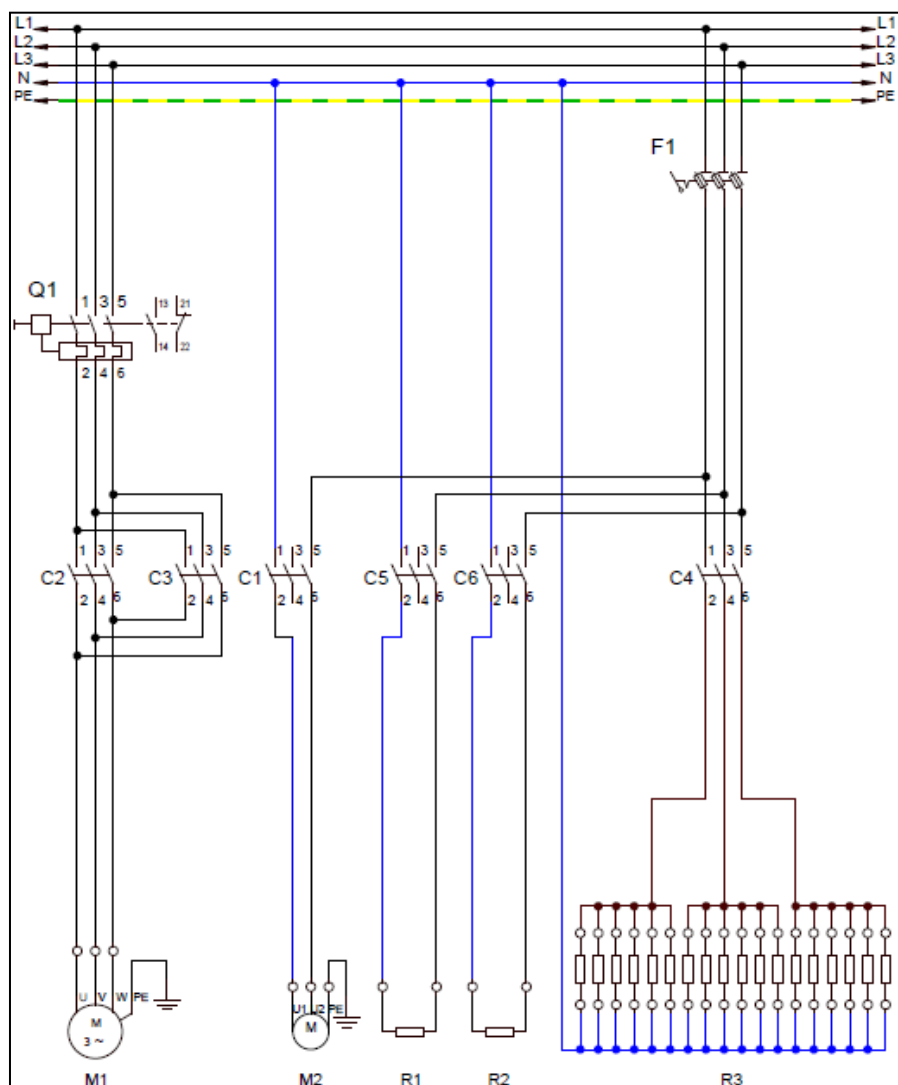 L1 L1
L2 L2
L3 L3
N N
PE PE
F1
Q1
1 3 5 13 21
14 22
2 4 6
1 3 5 1 3 5 1 3 5 1 3 5 1 3 5 1 3 5
C2 C3 C1 C5 C6 C4
2 4 6 2 4 6 2 4 6 2 4 6 2 4 6 2 4 6
U V W PE U1 U2 PE
M M
3 ~
M1 M2 R1 R2 R3